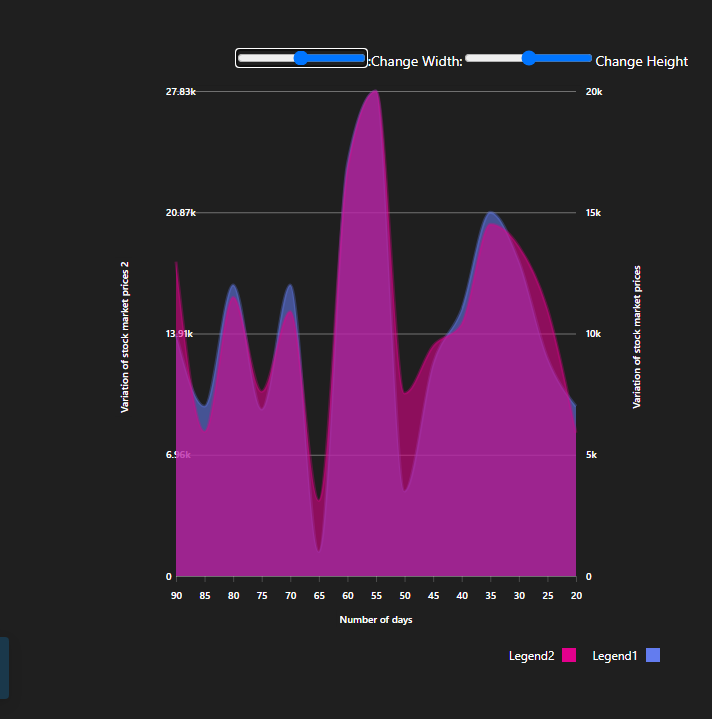 :Change Width: Change Height
27.83k
20.87k
13.91k
6.96k
0
Variation of stock market prices 2
20k
15k
10k
5k
0
Variation of stock market prices
90 85 80 75 70 65 60 55 50 45 40 35 30 25 20
Number of days
Legend2 Legend1